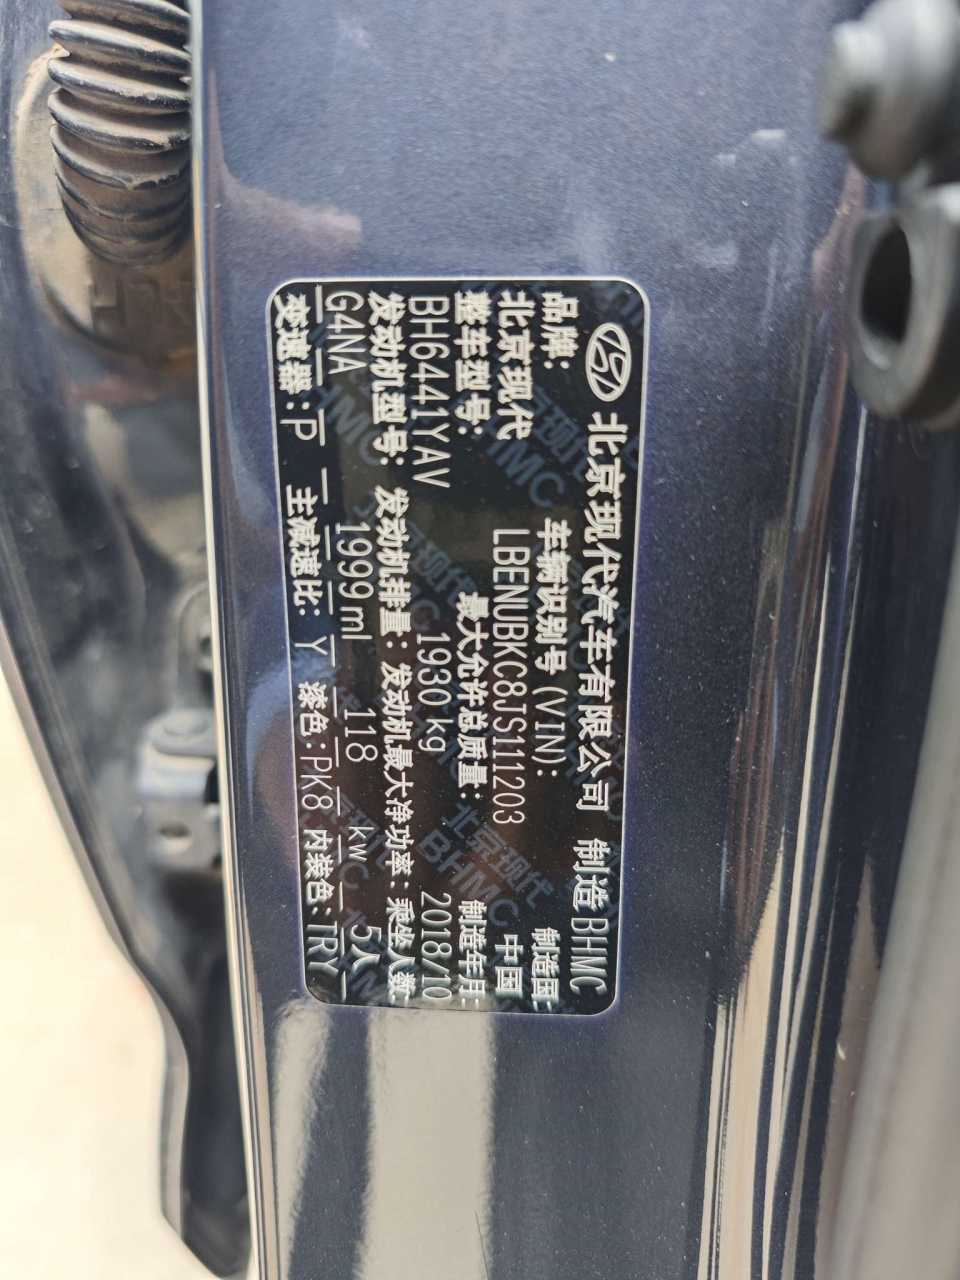 北京现代汽车有限公司 制造 BHMC
品牌: 车辆识别号(VIN): 制造国:
北京现代 LBENUBKC8JS111203 中国
整车型号: 最大允许总质量: 制造年月:
BH6441YAV 1930 kg 2018/10
发动机型号: 发动机排量: 发动机最大净功率: 乘坐人数:
G4NA 1999 ml 118 kw 5人
变速器: P 主减速比: Y 漆色: PK8 内装色: TRY